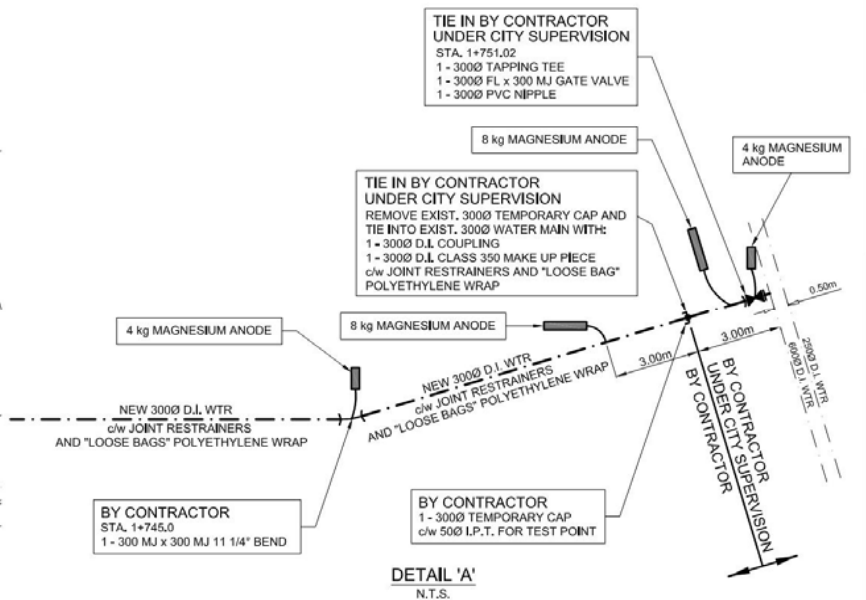 TIE IN BY CONTRACTOR
UNDER CITY SUPERVISION
STA. 1+751.02
1 - 300Ø TAPPING TEE
1 - 300Ø FL x 300 MJ GATE VALVE
1 - 300Ø PVC NIPPLE
8 kg MAGNESIUM ANODE
4 kg MAGNESIUM
ANODE
TIE IN BY CONTRACTOR
UNDER CITY SUPERVISION
REMOVE EXIST. 300Ø TEMPORARY CAP AND
TIE INTO EXIST. 300Ø WATER MAIN WITH:
1 - 300Ø D.I. COUPLING
1 - 300Ø D.I. CLASS 350 MAKE UP PIECE
c/w JOINT RESTRAINERS AND "LOOSE BAG"
POLYETHYLENE WRAP
0.50m
4 kg MAGNESIUM ANODE
8 kg MAGNESIUM ANODE
3.00m
3.00m
250Ø D.I. WTR
600Ø D.I. WTR
NEW 300Ø D.I. WTR
c/w JOINT RESTRAINERS
AND "LOOSE BAGS" POLYETHYLENE WRAP
NEW 300Ø D.I. WTR
c/w JOINT RESTRAINERS
AND "LOOSE BAGS" POLYETHYLENE WRAP
BY CONTRACTOR
UNDER CITY SUPERVISION
BY CONTRACTOR
BY CONTRACTOR
STA. 1+745.0
1 - 300 MJ x 300 MJ 11 1/4° BEND
BY CONTRACTOR
1 - 300Ø TEMPORARY CAP
c/w 50Ø I.P.T. FOR TEST POINT
DETAIL 'A'
N.T.S.